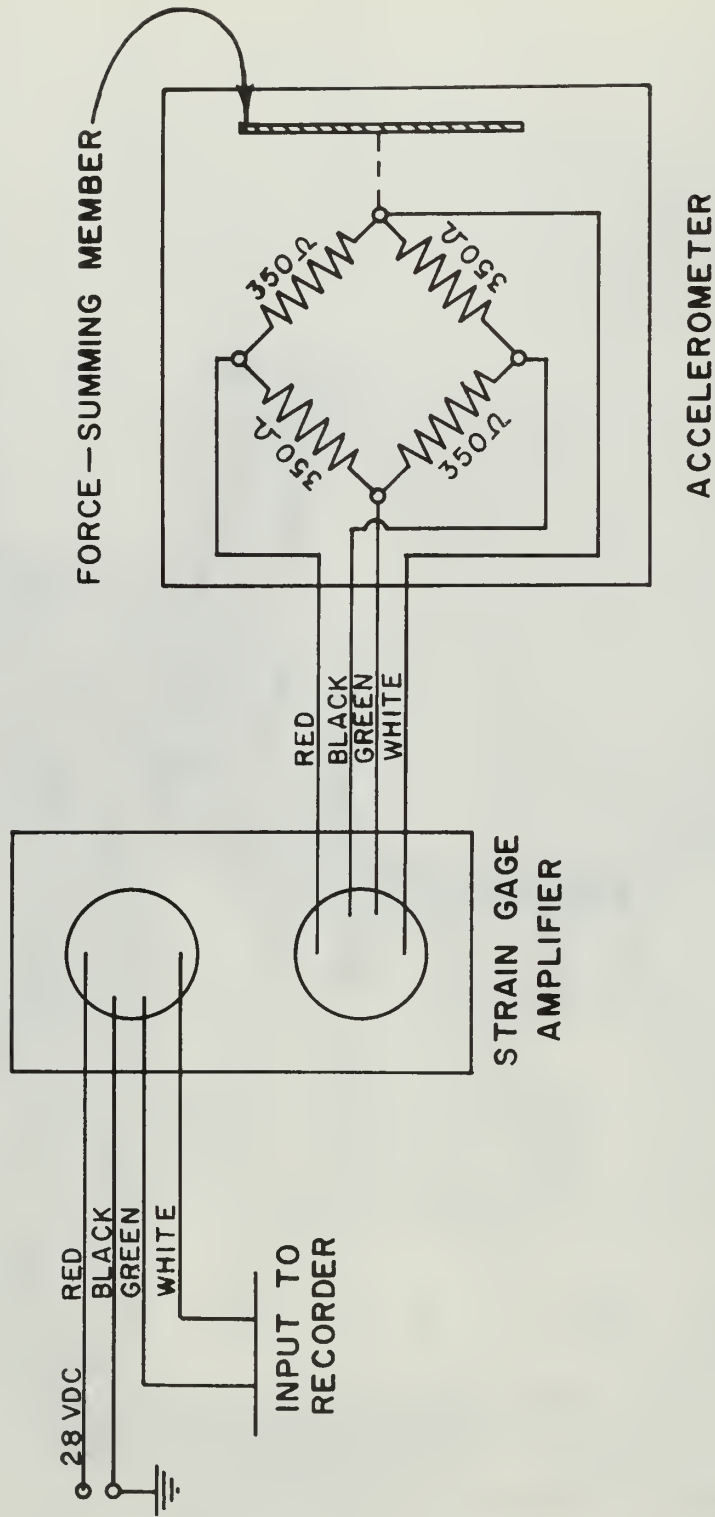 FORCE-SUMMING MEMBER
350Ω
350Ω
350Ω
350Ω
RED
BLACK
GREEN
WHITE
ACCELEROMETER
STRAIN GAGE
AMPLIFIER
28 VDC
RED
BLACK
GREEN
WHITE
INPUT TO
RECORDER